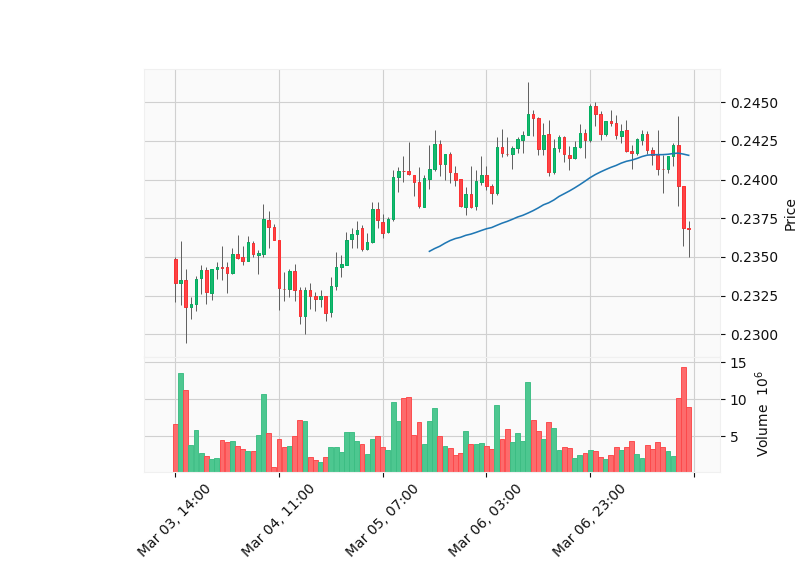 0.2450
0.2425
0.2400
0.2375
0.2350
0.2325
0.2300
Price
15
10
5
Volume 10^6
Mar 03, 14:00
Mar 04, 11:00
Mar 05, 07:00
Mar 06, 03:00
Mar 06, 23:00